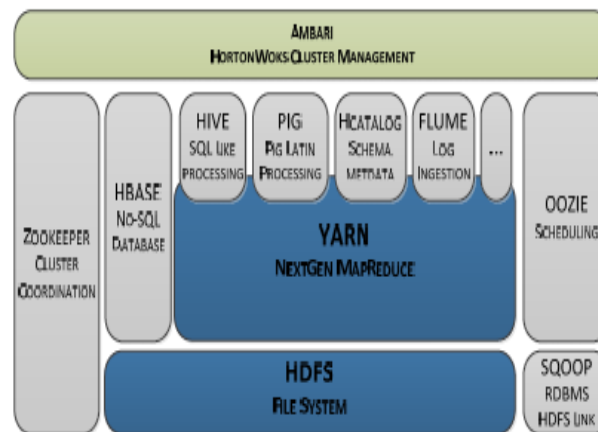 AMBARI
HORTONWOKS CLUSTER MANAGEMENT
ZOOKEEPER
CLUSTER
COORDINATION
HBASE
NO-SQL
DATABASE
HIVE
SQL LIKE
PROCESSING
PIG
PIG LATIN
PROCESSING
HCATALOG
SCHEMA
METDATA
FLUME
LOG
INGESTION
...
YARN
NEXTGEN MAPREDUCE
OOZIE
SCHEDULING
HDFS
FILE SYSTEM
SQOOP
RDBMS
HDFS LINK